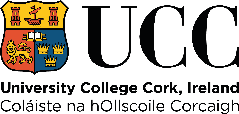 UCC
University College Cork, Ireland
Coláiste na hOllscoile Corcaigh